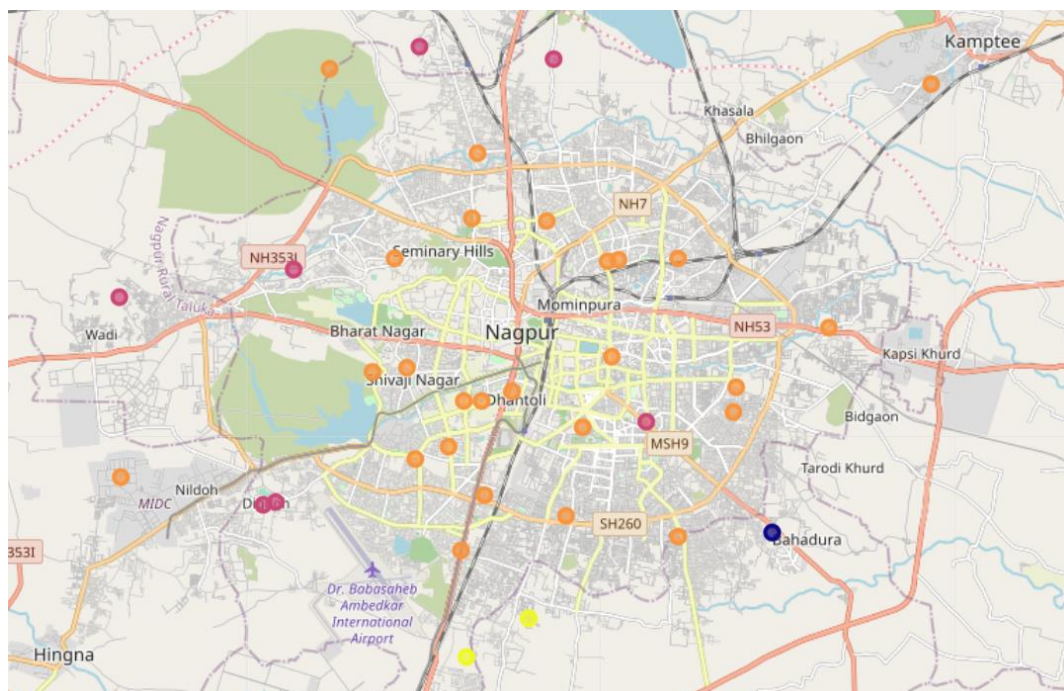 Kamptee
Khasala
Bhilgaon
NH7
Nagpur Rural Taluka
Seminary Hills
NH353I
Mominpura
Wadi
Bharat Nagar
Nagpur
NH53
Kapsi Khurd
Shivaji Nagar
Dhantoli
Bidgaon
MSH9
Tarodi Khurd
Nildoh
MIDC
SH260
Bahadura
353I
Dr. Babasaheb
Ambedkar
International
Airport
Hingna